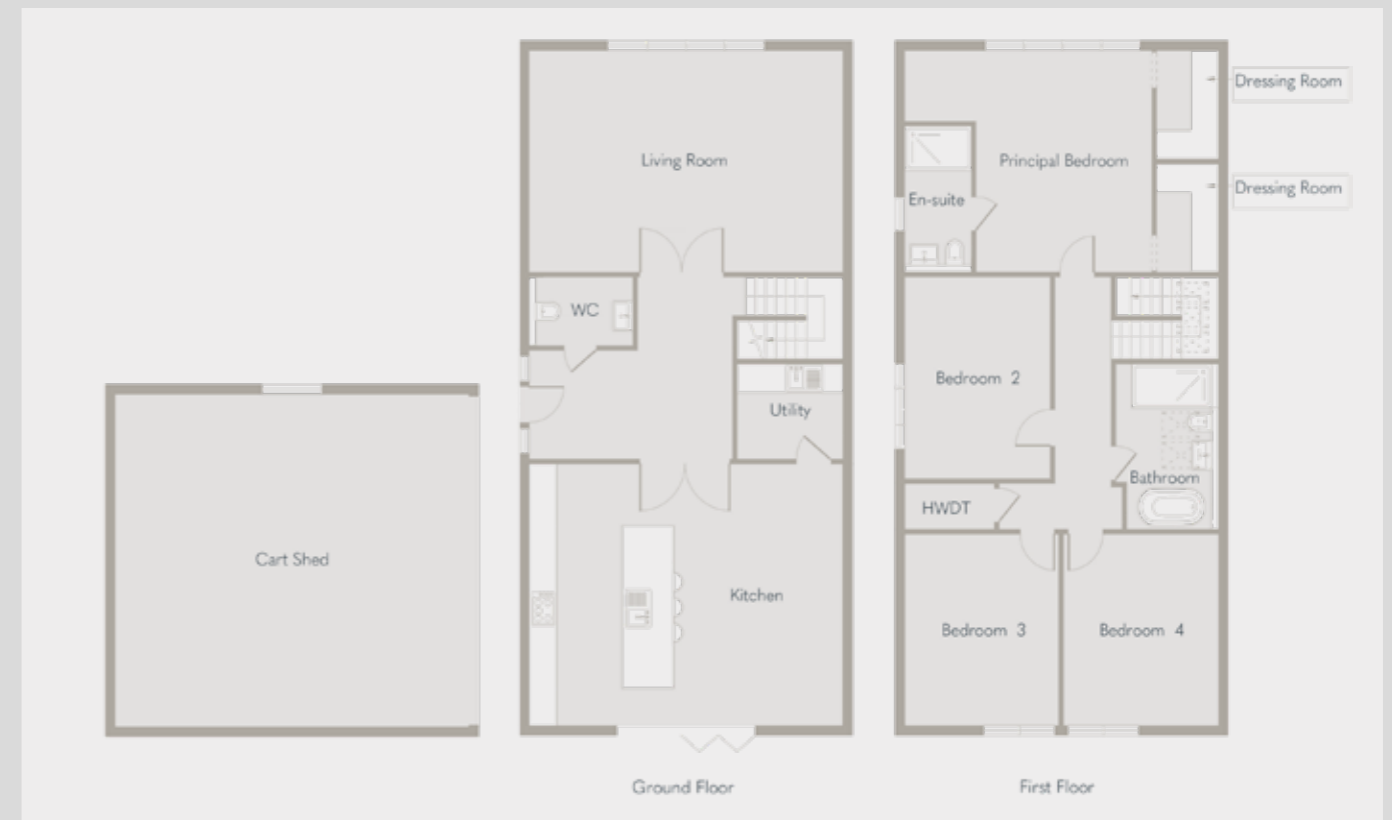 Living Room
WC
Utility
Cart Shed
Kitchen
Ground Floor
Dressing Room
Principal Bedroom
Dressing Room
En-suite
Bedroom 2
Bathroom
HWDT
Bedroom 3
Bedroom 4
First Floor